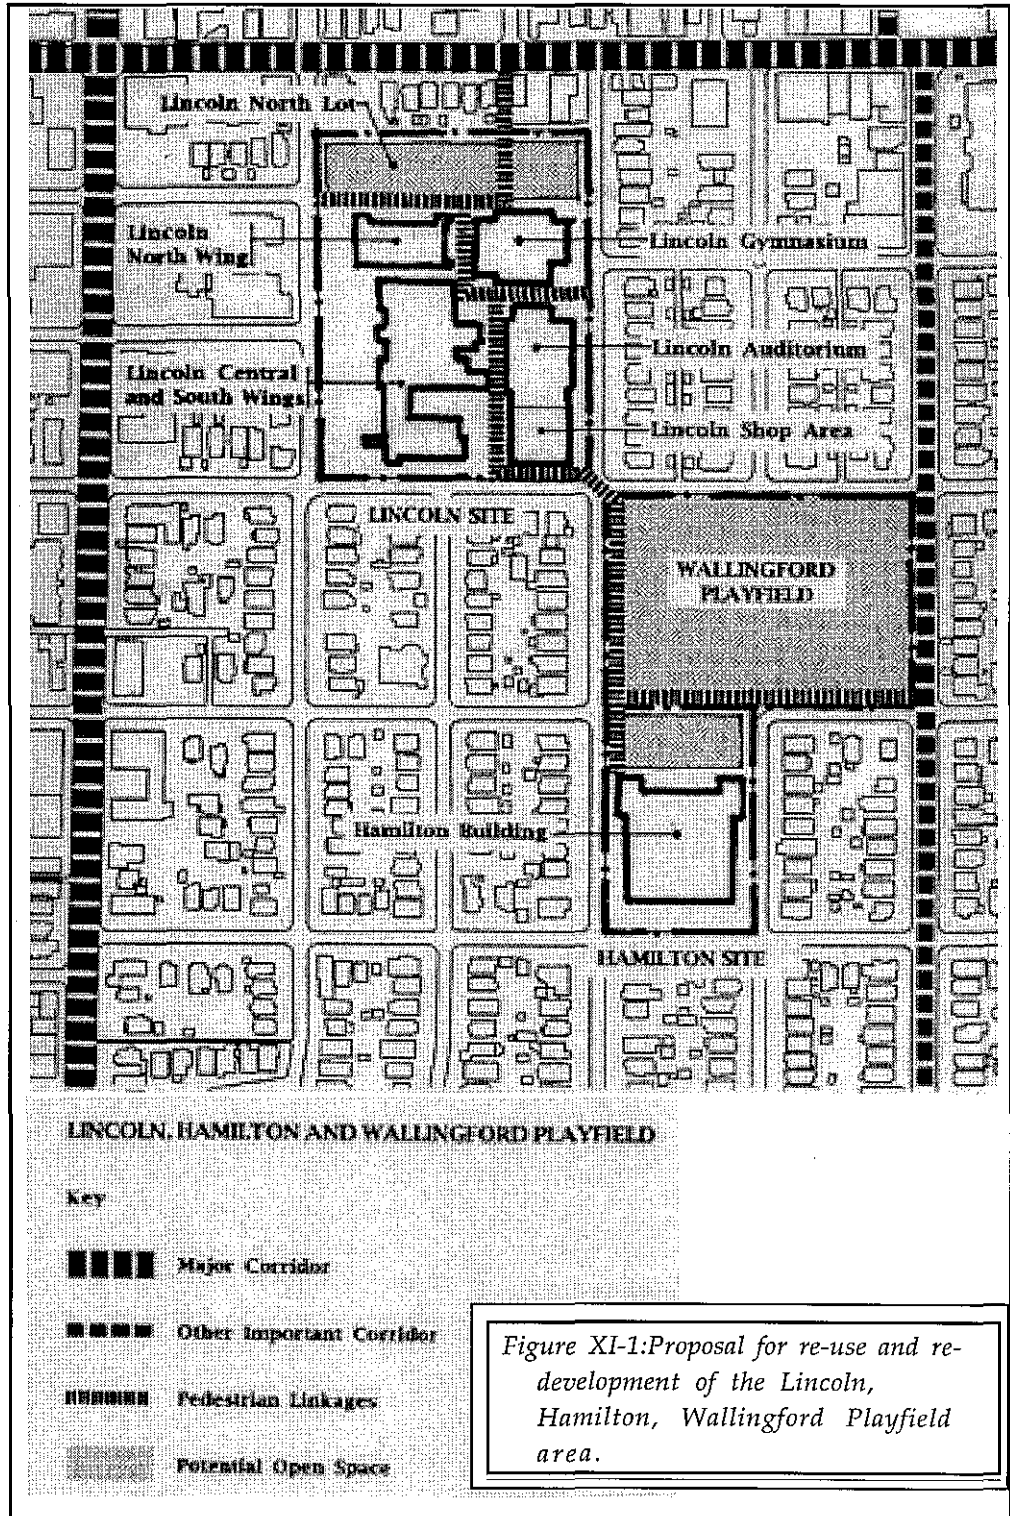 Lincoln North Lot
Lincoln
North Wing
Lincoln Gymnasium
Lincoln Auditorium
Lincoln Central
and South Wings
Lincoln Shop Area
LINCOLN SITE
WALLINGFORD
PLAYFIELD
Hamilton Building
HAMILTON SITE
LINCOLN, HAMILTON AND WALLINGFORD PLAYFIELD
Key
Major Corridor
Other Important Corridor
Pedestrian Linkages
Potential Open Space
Figure XI-1:Proposal for re-use and re-
development of the Lincoln,
Hamilton, Wallingford Playfield
area.